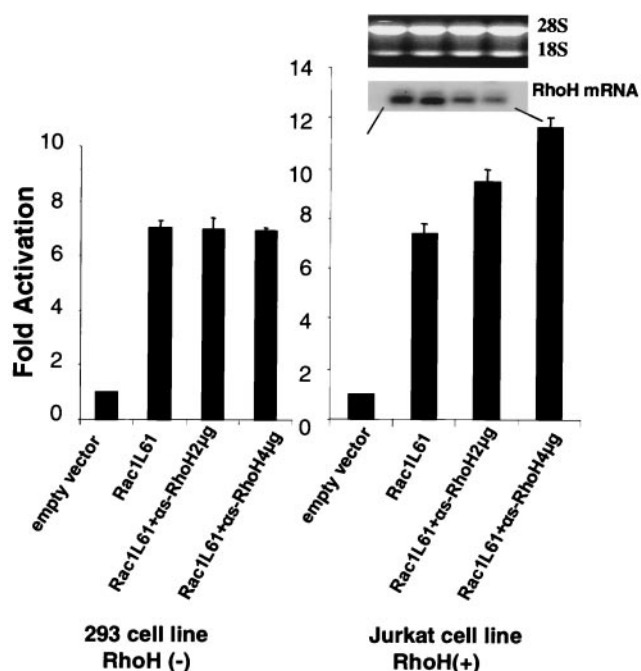 28S
18S
RhoH mRNA
Fold Activation
10
8
6
4
2
0
14
12
10
8
6
4
2
0
empty vector
Rac1L61
Rac1L61+αs-RhoH2µg
Rac1L61+αs-RhoH4µg
empty vector
Rac1L61
Rac1L61+αs-RhoH2µg
Rac1L61+αs-RhoH4µg
293 cell line
RhoH (-)
Jurkat cell line
RhoH(+)